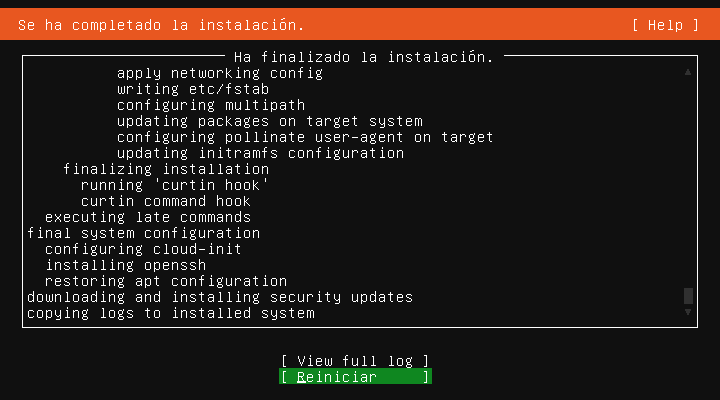 Se ha completado la instalación. [ Help ]
Ha finalizado la instalación.
apply networking config
writing etc/fstab
configuring multipath
updating packages on target system
configuring pollinate user-agent on target
updating initramfs configuration
finalizing installation
running 'curtin hook'
curtin command hook
executing late commands
final system configuration
configuring cloud-init
installing openssh
restoring apt configuration
downloading and installing security updates
copying logs to installed system
[ View full log ]
[ Reiniciar ]